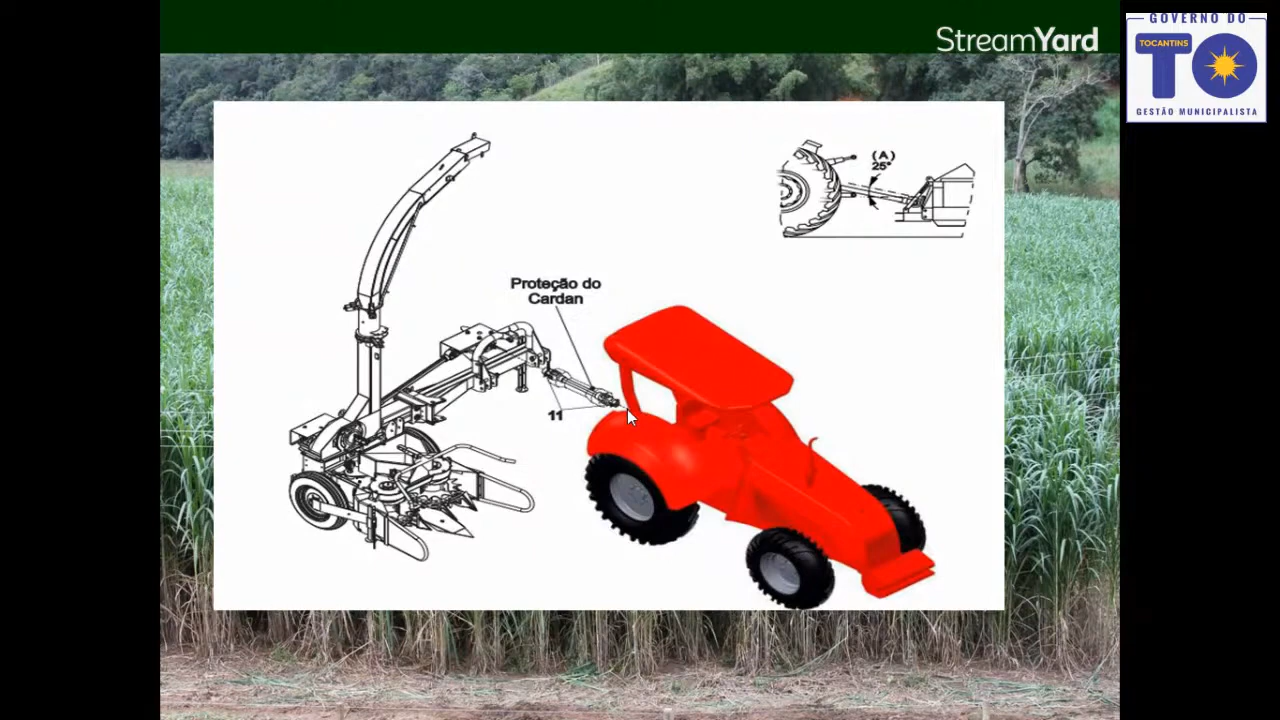 StreamYard
GOVERNO DO
TOCANTINS
TO
GESTÃO MUNICIPALISTA
(A)
25°
Proteção do
Cardan
11